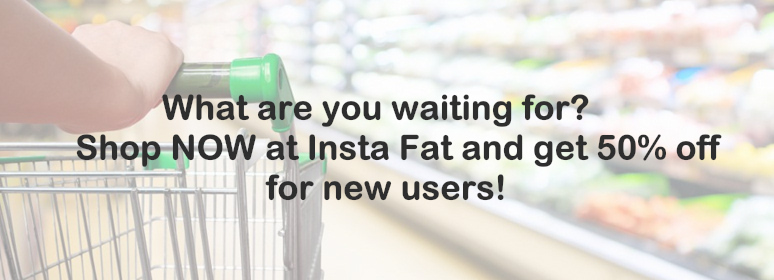 What are you waiting for?
Shop NOW at Insta Fat and get 50% off
for new users!